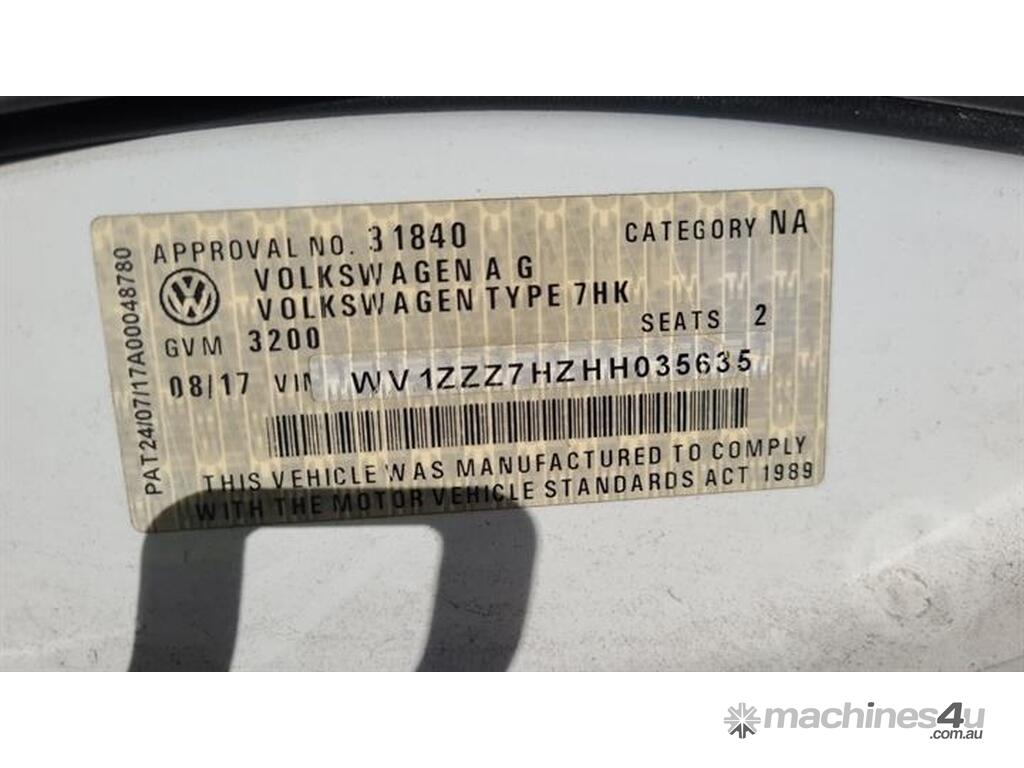 APPROVAL NO. 31840 CATEGORY NA
VOLKSWAGEN A G
VOLKSWAGEN TYPE 7HK
GVM 3200 SEATS 2
08/17 VIN WV1ZZZ7HZHH035635
THIS VEHICLE WAS MANUFACTURED TO COMPLY
WITH THE MOTOR VEHICLE STANDARDS ACT 1989
PAT24/07/17A00048780
machines4u
.com.au